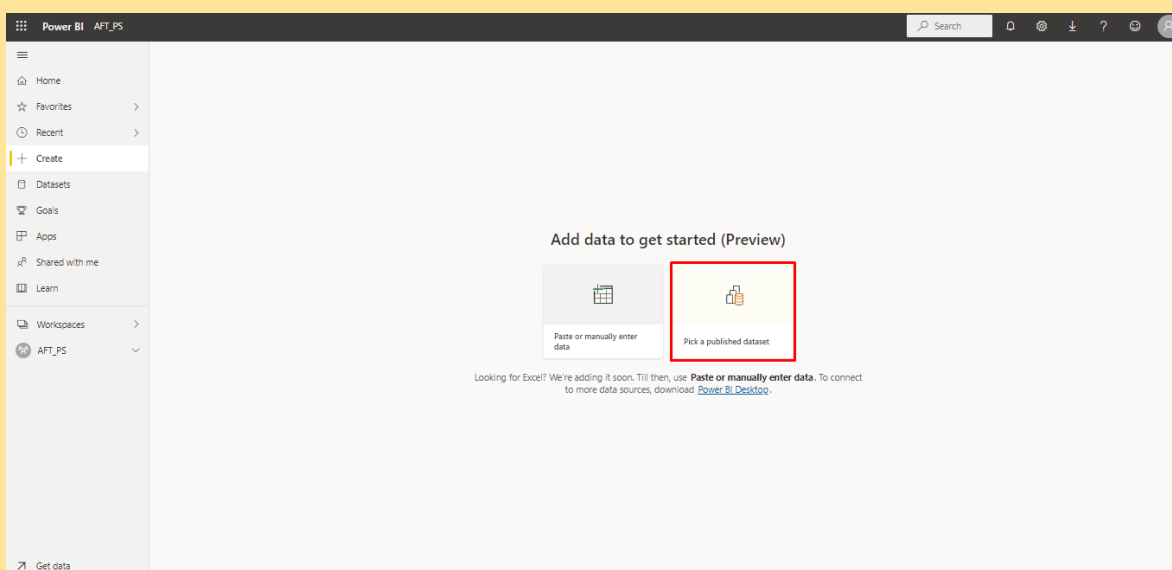 Power BI AFT_PS
Search
Home
Favorites
Recent
Create
Datasets
Goals
Apps
Shared with me
Learn
Workspaces
AFT_PS
Get data
Add data to get started (Preview)
Paste or manually enter
data
Pick a published dataset
Looking for Excel? We're adding it soon. Till then, use Paste or manually enter data. To connect
to more data sources, download Power BI Desktop.